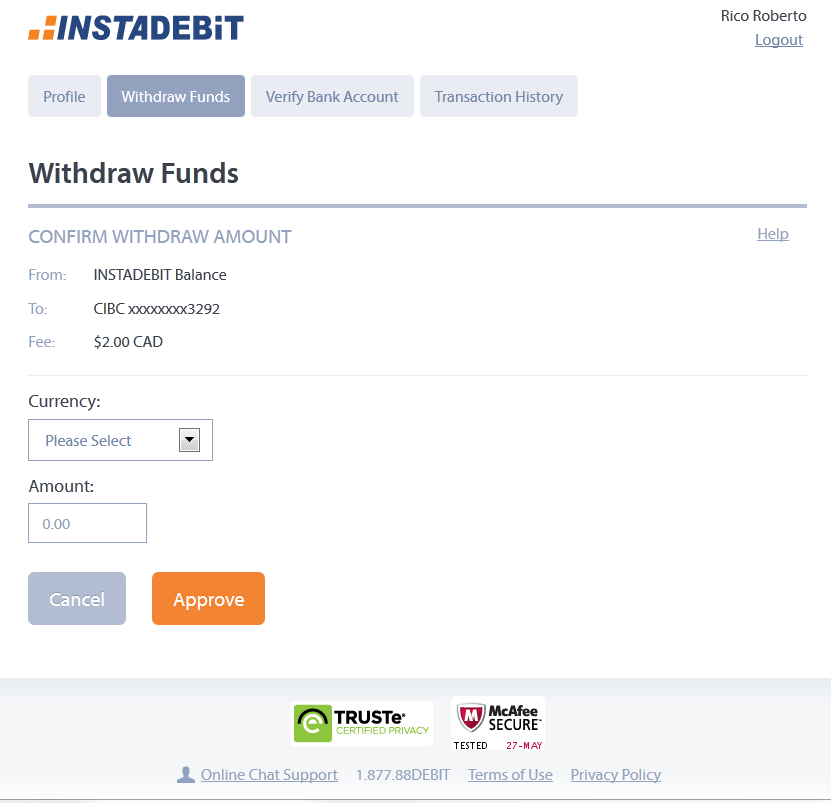 INSTADEBiT
Rico Roberto
Logout
Profile
Withdraw Funds
Verify Bank Account
Transaction History
Withdraw Funds
CONFIRM WITHDRAW AMOUNT
Help
From: INSTADEBIT Balance
To: CIBC xxxxxxxx3292
Fee: $2.00 CAD
Currency:
Please Select
Amount:
0.00
Cancel
Approve
TRUSTe
CERTIFIED PRIVACY
McAfee
SECURE™
TESTED 27-MAY
Online Chat Support 1.877.88DEBIT Terms of Use Privacy Policy